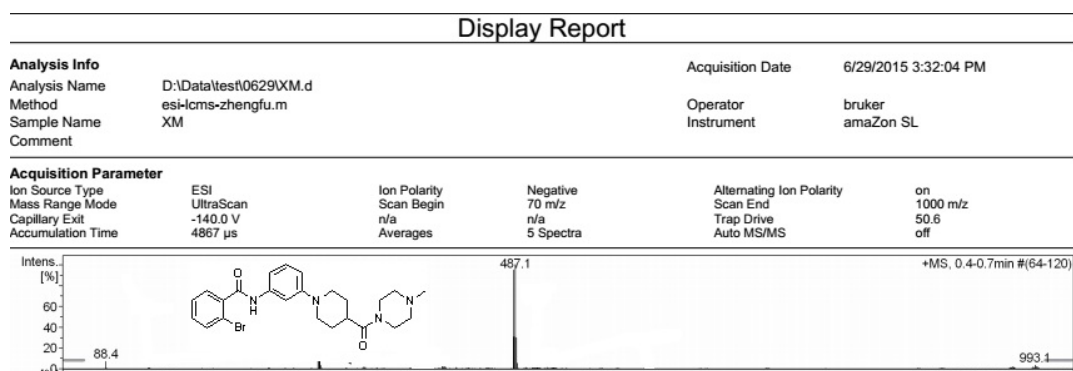 Display Report
Analysis Info
Acquisition Date 6/29/2015 3:32:04 PM
Analysis Name D:\Data\test\0629\XM.d
Method esi-lcms-zhengfu.m Operator bruker
Sample Name XM Instrument amaZon SL
Comment
Acquisition Parameter
Ion Source Type ESI Ion Polarity Negative Alternating Ion Polarity on
Mass Range Mode UltraScan Scan Begin 70 m/z Scan End 1000 m/z
Capillary Exit -140.0 V n/a n/a Trap Drive 50.6
Accumulation Time 4867 µs Averages 5 Spectra Auto MS/MS off
Intens.. 487.1 +MS, 0.4-0.7min #(64-120)
[%]
O
N
H
Br
N
O
N
N
60
40
20
88.4
993.1